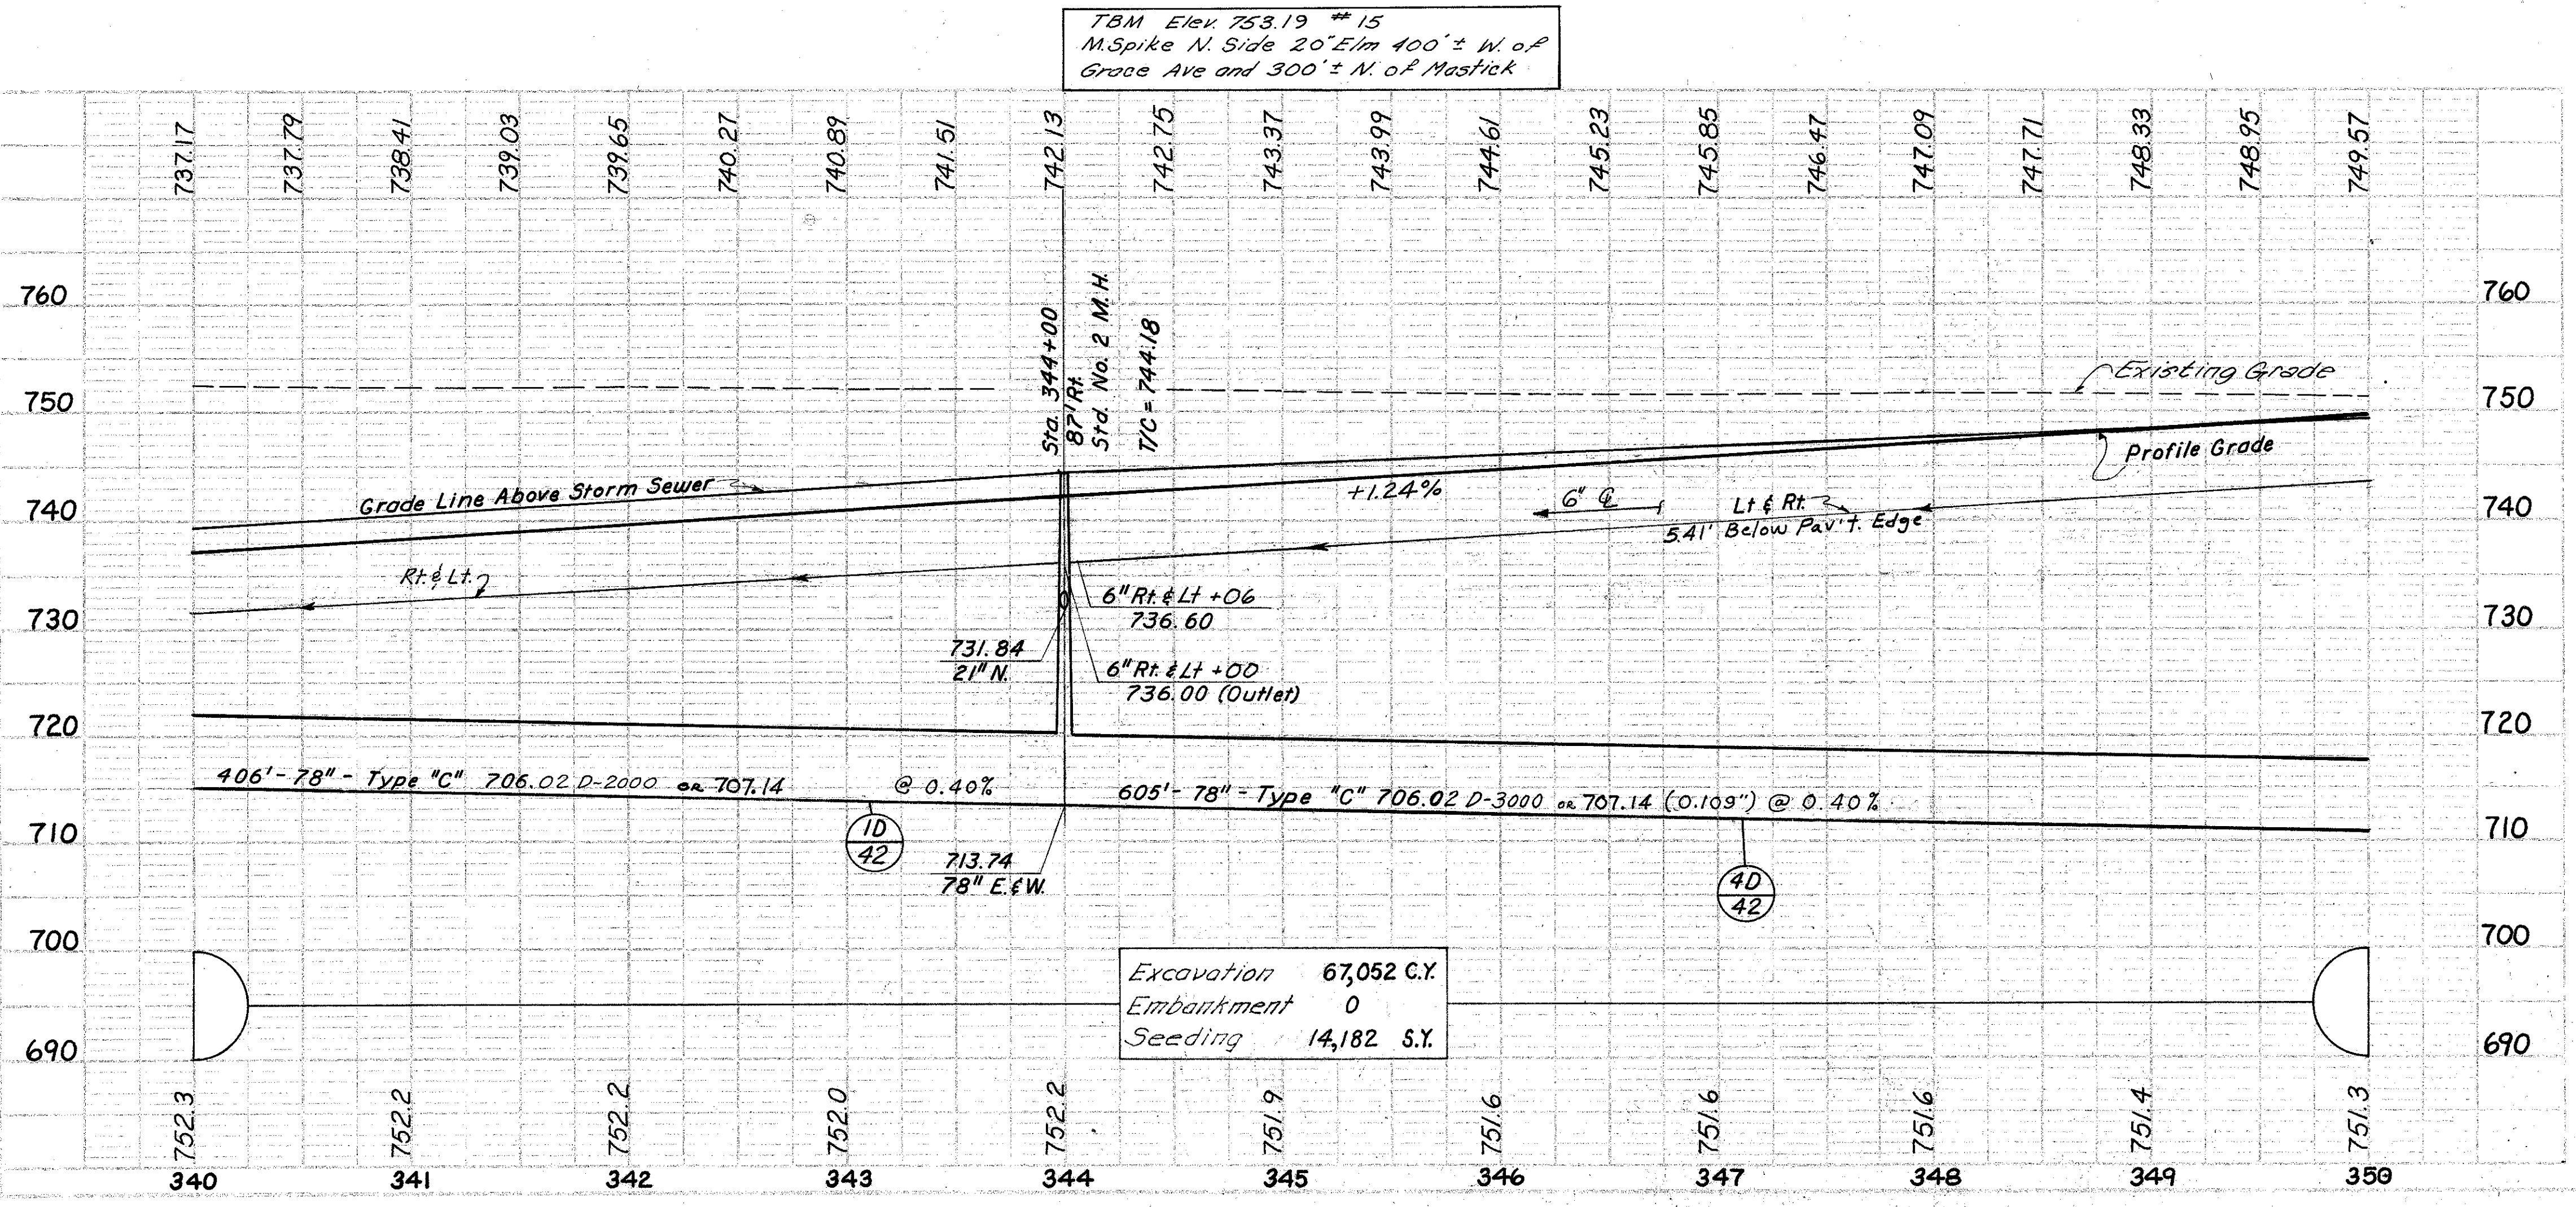 TBM Elev. 753.19 # 15
M.Spike N. Side 20" Elm 400' ± W. of
Grace Ave and 300' ± N. of Mastick
737.17
737.79
738.41
739.03
739.65
740.27
740.89
741.51
742.13
742.75
743.37
743.99
744.61
745.23
745.85
746.47
747.09
747.71
748.33
748.95
749.57
760
760
Sta. 344+00
87' Rt.
Std. No. 2 M.H.
T/C = 744.18
Existing Grade
750
750
Profile Grade
Grade Line Above Storm Sewer
+1.24%
6" ℄
Lt & Rt.
5.41' Below Pav't. Edge
740
740
Rt. & Lt.
6" Rt. & Lt +06
736.60
730
730
731.84
21" N.
6" Rt. & Lt +00
736.00 (Outlet)
720
720
406' - 78" - Type "C" 706.02 D-2000 OR 707.14 @ 0.40%
605' - 78" - Type "C" 706.02 D-3000 OR 707.14 (0.109") @ 0.40%
710
710
1D
42
713.74
78" E. & W.
4D
42
700
700
Excavation 67,052 C.Y.
Embankment 0
Seeding 14,182 S.Y.
690
690
752.3
752.2
752.2
752.0
752.2
751.9
751.6
751.6
751.6
751.4
751.3
340
341
342
343
344
345
346
347
348
349
350